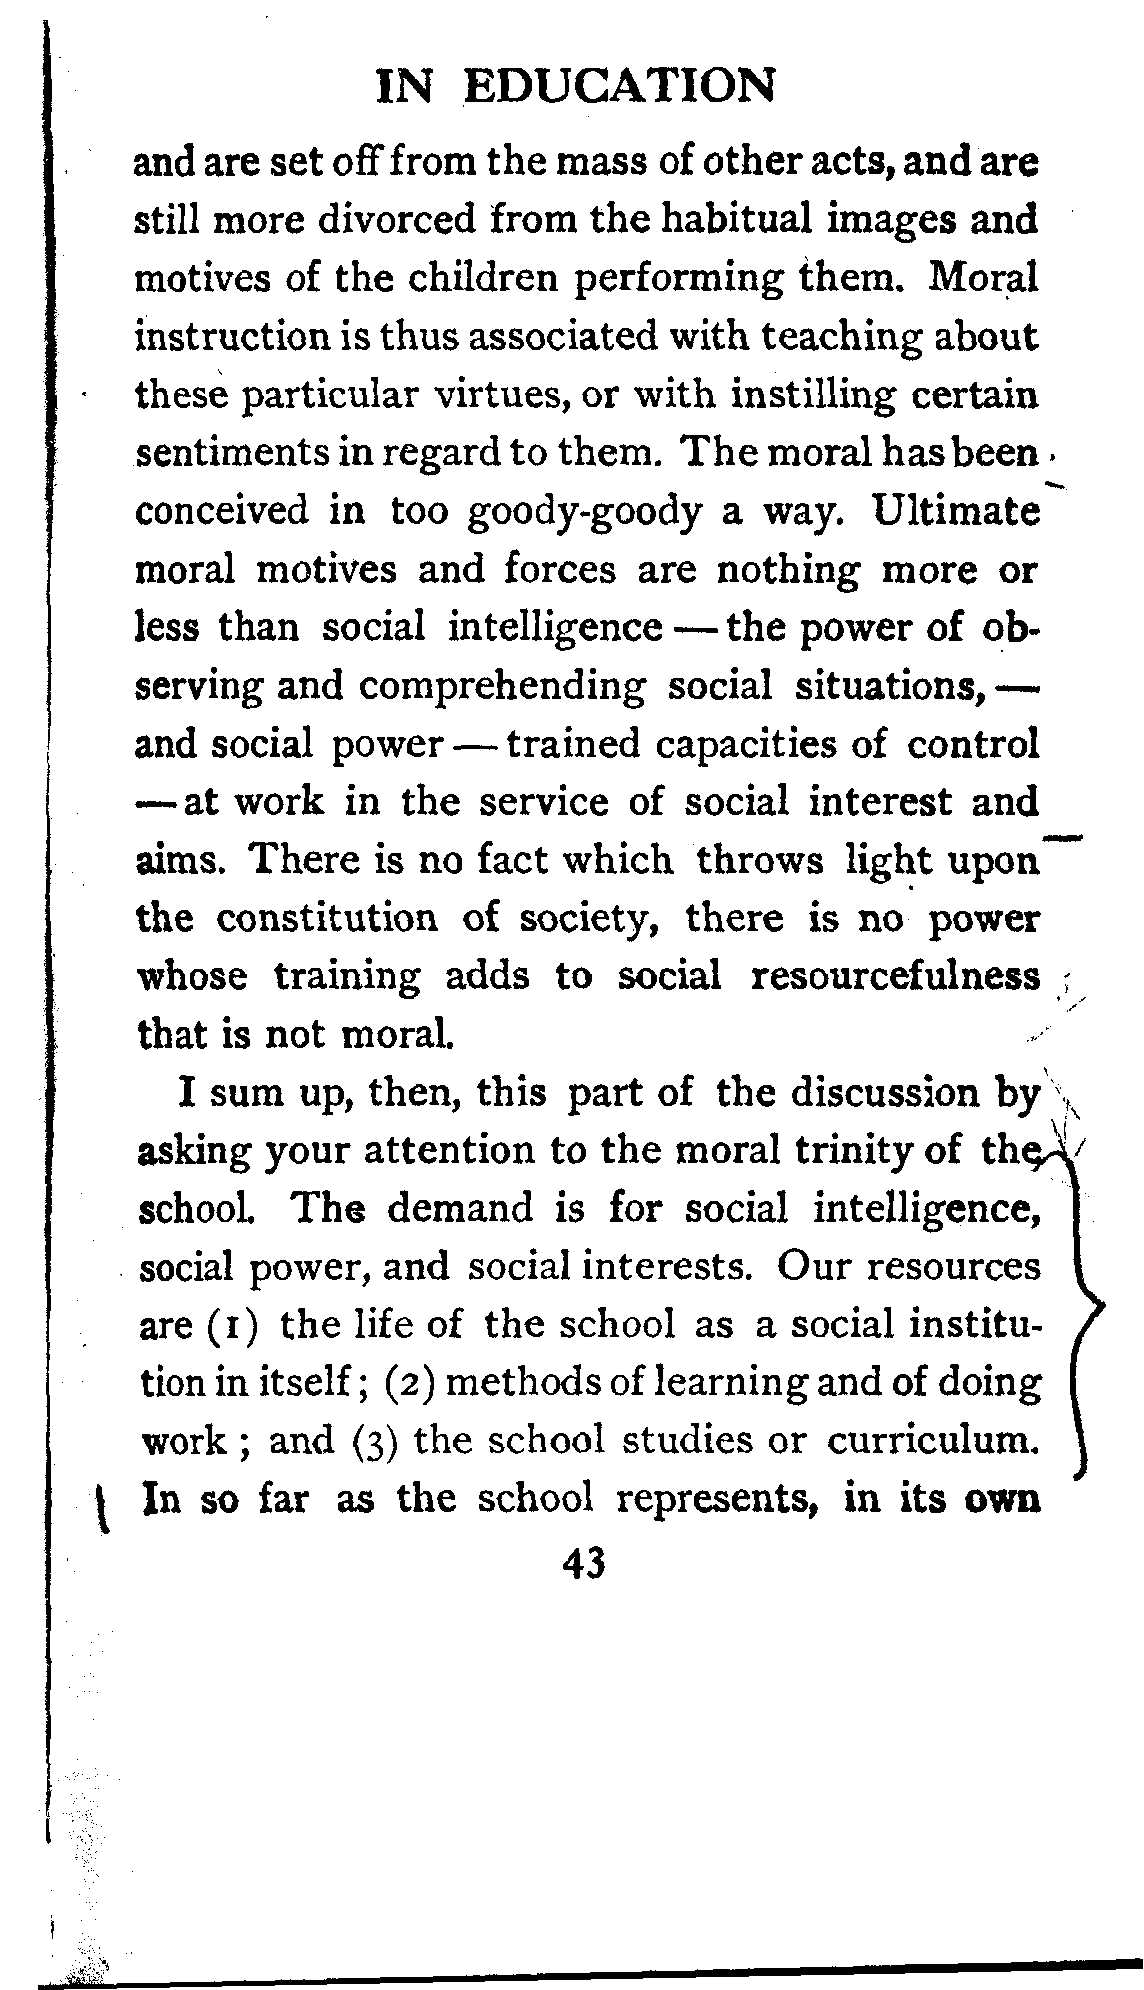 IN EDUCATION
and are set off from the mass of other acts, and are
still more divorced from the habitual images and
motives of the children performing them. Moral
instruction is thus associated with teaching about
these particular virtues, or with instilling certain
sentiments in regard to them. The moral has been
conceived in too goody-goody a way. Ultimate
moral motives and forces are nothing more or
less than social intelligence — the power of ob-
serving and comprehending social situations, —
and social power — trained capacities of control
— at work in the service of social interest and
aims. There is no fact which throws light upon
the constitution of society, there is no power
whose training adds to social resourcefulness
that is not moral.
I sum up, then, this part of the discussion by
asking your attention to the moral trinity of the
school. The demand is for social intelligence,
social power, and social interests. Our resources
are (1) the life of the school as a social institu-
tion in itself; (2) methods of learning and of doing
work ; and (3) the school studies or curriculum.
In so far as the school represents, in its own
43